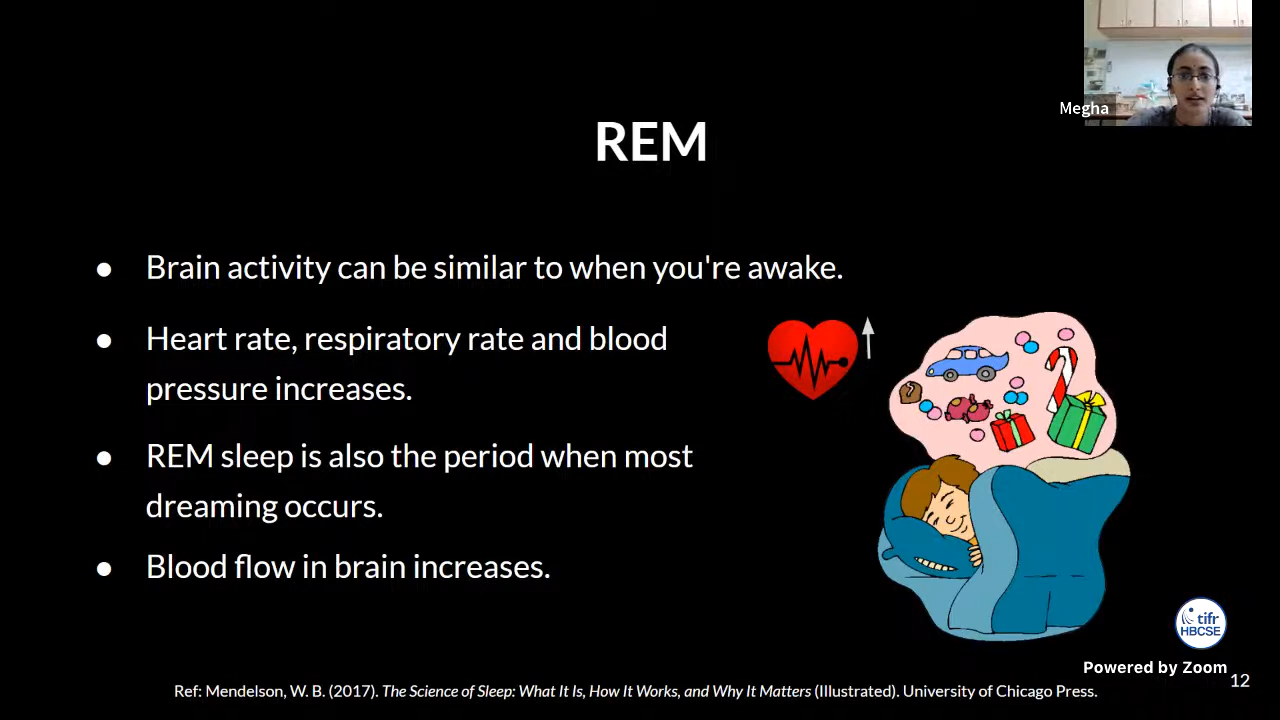 Megha
REM
● Brain activity can be similar to when you're awake.
● Heart rate, respiratory rate and blood
pressure increases.
● REM sleep is also the period when most
dreaming occurs.
● Blood flow in brain increases.
tifr
HBCSE
Powered by Zoom
12
Ref: Mendelson, W. B. (2017). The Science of Sleep: What It Is, How It Works, and Why It Matters (Illustrated). University of Chicago Press.